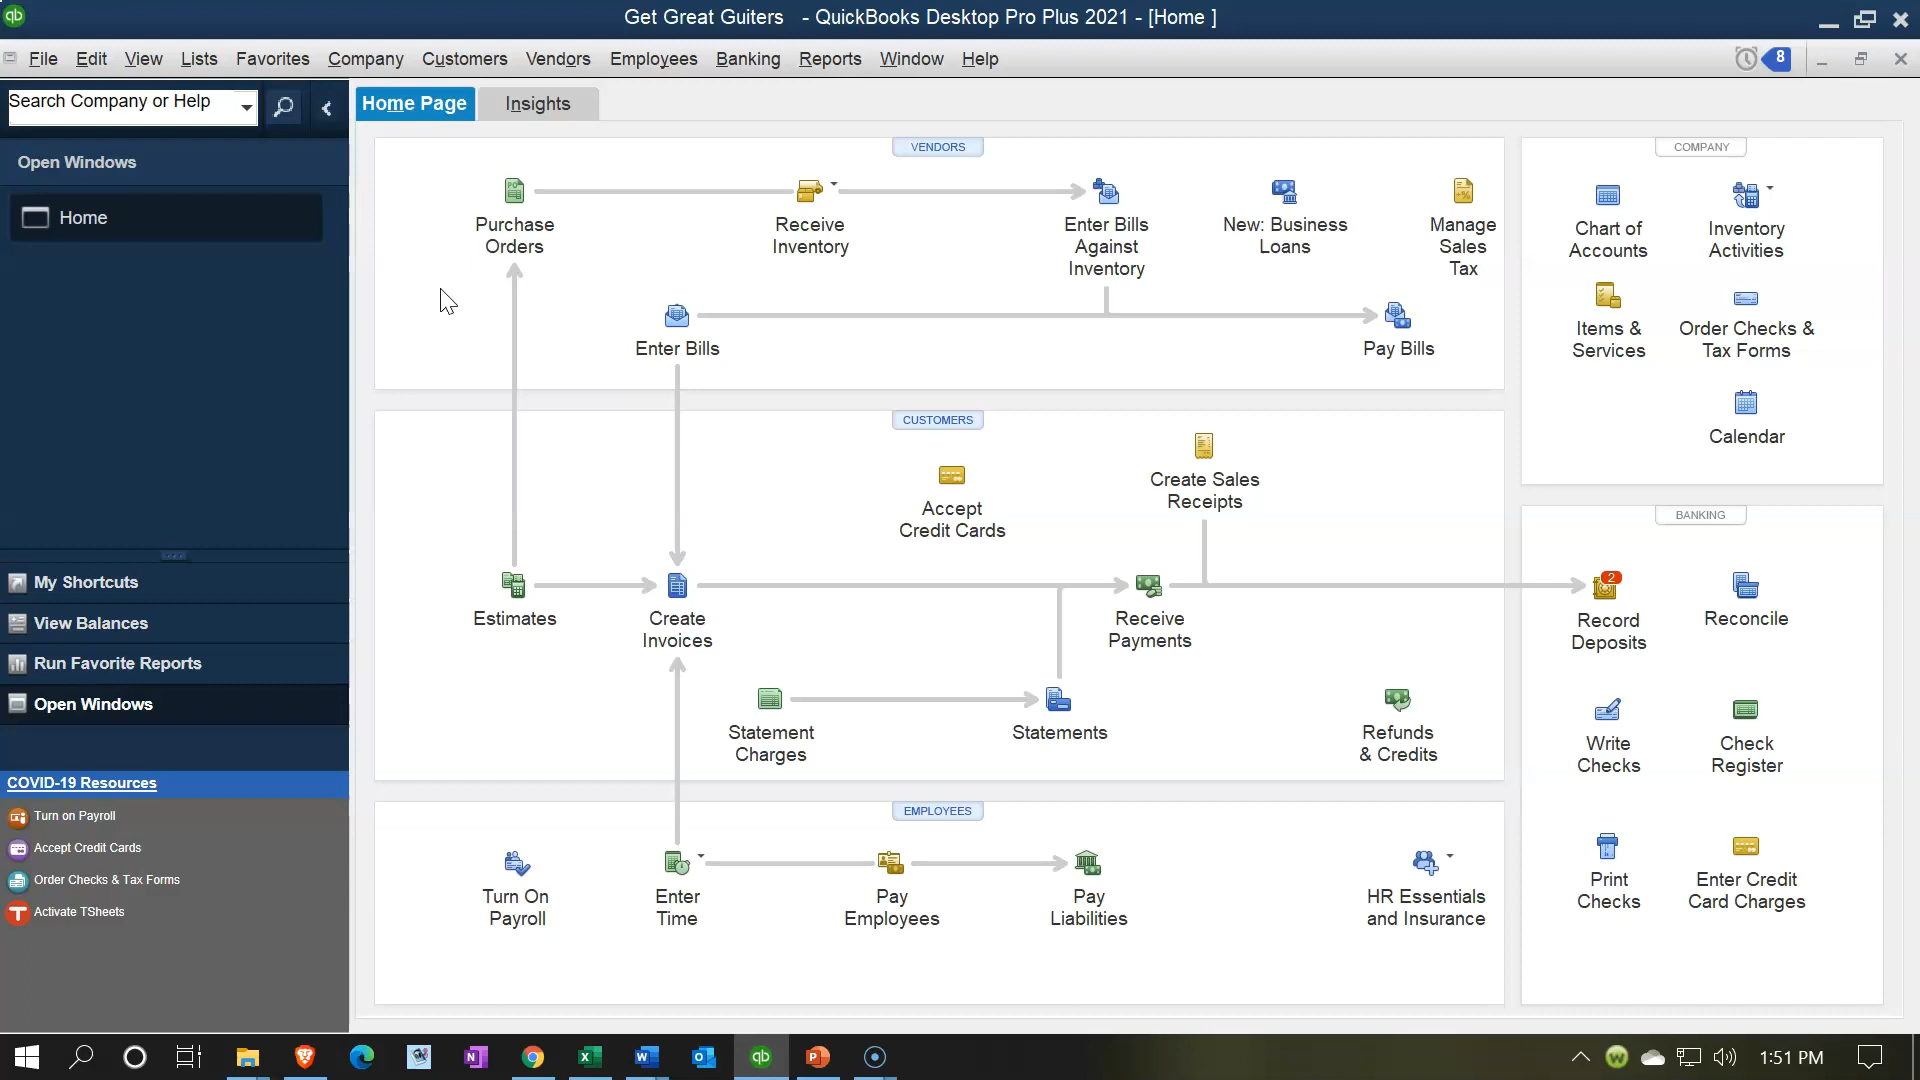 qb
Get Great Guiters - QuickBooks Desktop Pro Plus 2021 - [Home ]
File Edit View Lists Favorites Company Customers Vendors Employees Banking Reports Window Help
8
Search Company or Help
Home Page
Insights
Open Windows
Home
My Shortcuts
View Balances
Run Favorite Reports
Open Windows
COVID-19 Resources
Turn on Payroll
Accept Credit Cards
Order Checks & Tax Forms
Activate TSheets
VENDORS
Purchase
Orders
Receive
Inventory
Enter Bills
Against
Inventory
New: Business
Loans
Manage
Sales
Tax
Enter Bills
Pay Bills
CUSTOMERS
Accept
Credit Cards
Create Sales
Receipts
Estimates
Create
Invoices
Receive
Payments
Statement
Charges
Statements
Refunds
& Credits
EMPLOYEES
Turn On
Payroll
Enter
Time
Pay
Employees
Pay
Liabilities
HR Essentials
and Insurance
COMPANY
Chart of
Accounts
Inventory
Activities
Items &
Services
Order Checks &
Tax Forms
Calendar
BANKING
2
Record
Deposits
Reconcile
Write
Checks
Check
Register
Print
Checks
Enter Credit
Card Charges
1:51 PM